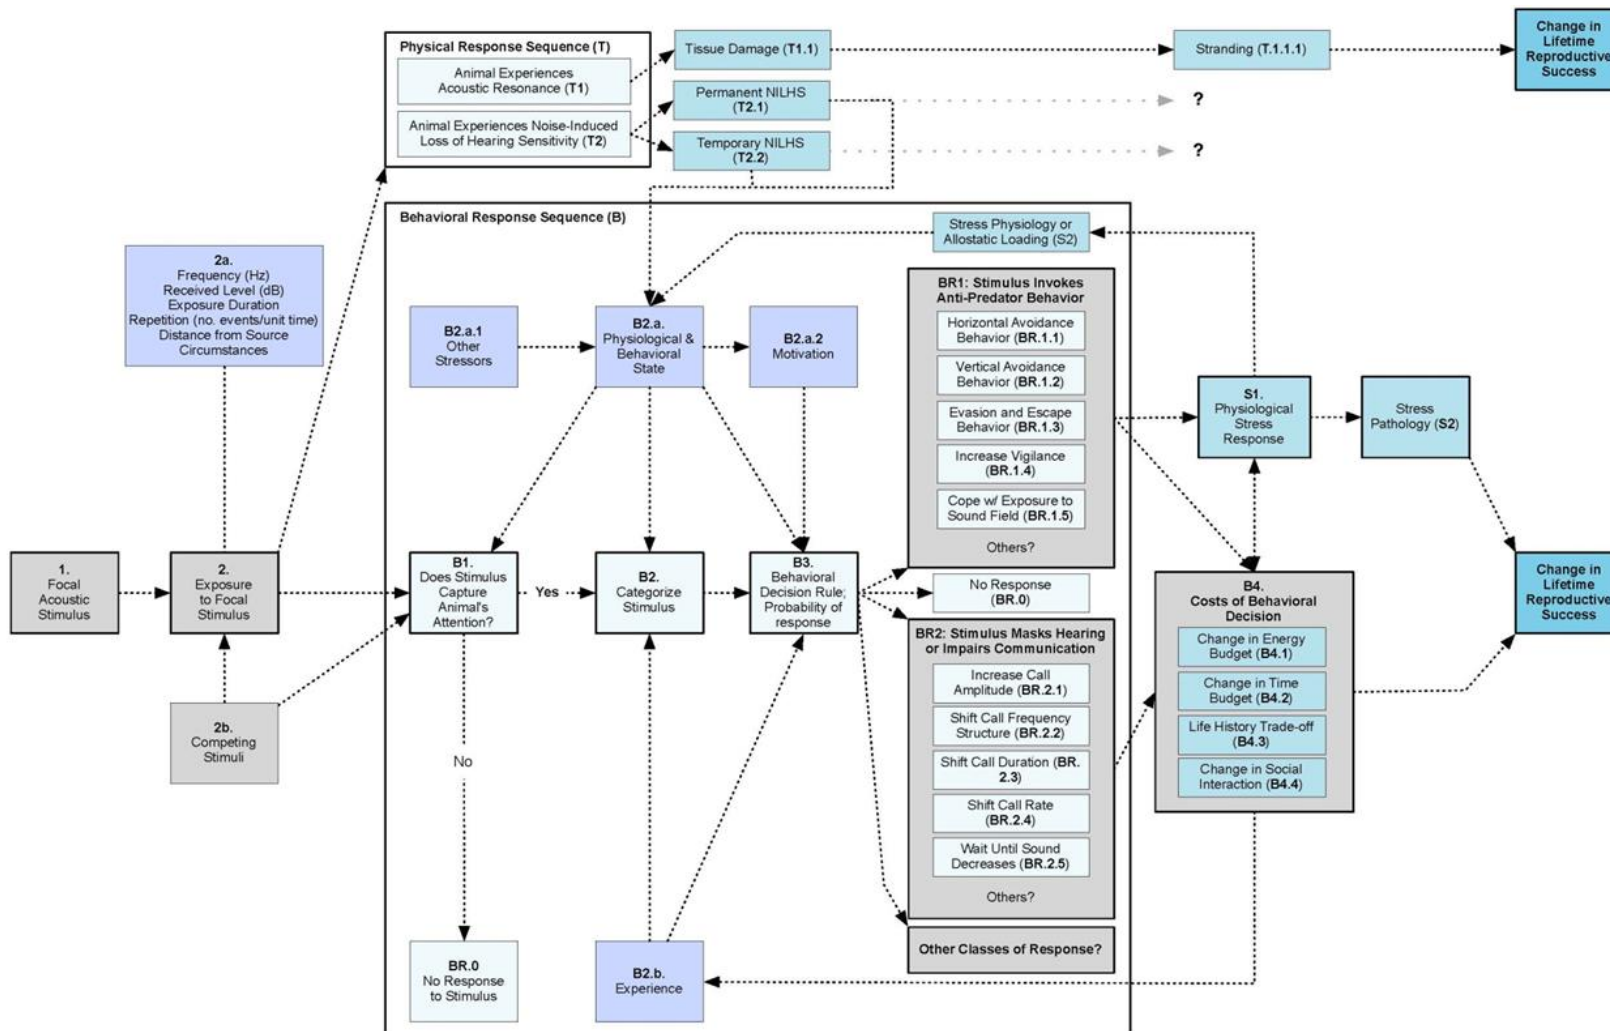 Physical Response Sequence (T)
Animal Experiences
Acoustic Resonance (T1)
Animal Experiences Noise-Induced
Loss of Hearing Sensitivity (T2)
Tissue Damage (T1.1)
Permanent NILHS
(T2.1)
Temporary NILHS
(T2.2)
Stranding (T.1.1.1)
?
?
Change in
Lifetime
Reproductive
Success
Behavioral Response Sequence (B)
2a.
Frequency (Hz)
Received Level (dB)
Exposure Duration
Repetition (no. events/unit time)
Distance from Source
Circumstances
Stress Physiology or
Allostatic Loading (S2)
B2.a.1
Other
Stressors
B2.a.
Physiological &
Behavioral
State
B2.a.2
Motivation
BR1: Stimulus Invokes
Anti-Predator Behavior
Horizontal Avoidance
Behavior (BR.1.1)
Vertical Avoidance
Behavior (BR.1.2)
Evasion and Escape
Behavior (BR.1.3)
Increase Vigilance
(BR.1.4)
Cope w/ Exposure to
Sound Field (BR.1.5)
Others?
S1.
Physiological
Stress
Response
Stress
Pathology (S2)
1.
Focal
Acoustic
Stimulus
2.
Exposure
to Focal
Stimulus
B1.
Does Stimulus
Capture
Animal's
Attention?
Yes
B2.
Categorize
Stimulus
B3.
Behavioral
Decision Rule;
Probability of
response
No Response
(BR.0)
BR2: Stimulus Masks Hearing
or Impairs Communication
Increase Call
Amplitude (BR.2.1)
Shift Call Frequency
Structure (BR.2.2)
Shift Call Duration (BR.
2.3)
Shift Call Rate
(BR.2.4)
Wait Until Sound
Decreases (BR.2.5)
Others?
B4.
Costs of Behavioral
Decision
Change in Energy
Budget (B4.1)
Change in Time
Budget (B4.2)
Life History Trade-off
(B4.3)
Change in Social
Interaction (B4.4)
Change in
Lifetime
Reproductive
Success
2b.
Competing
Stimuli
No
BR.0
No Response
to Stimulus
B2.b.
Experience
Other Classes of Response?